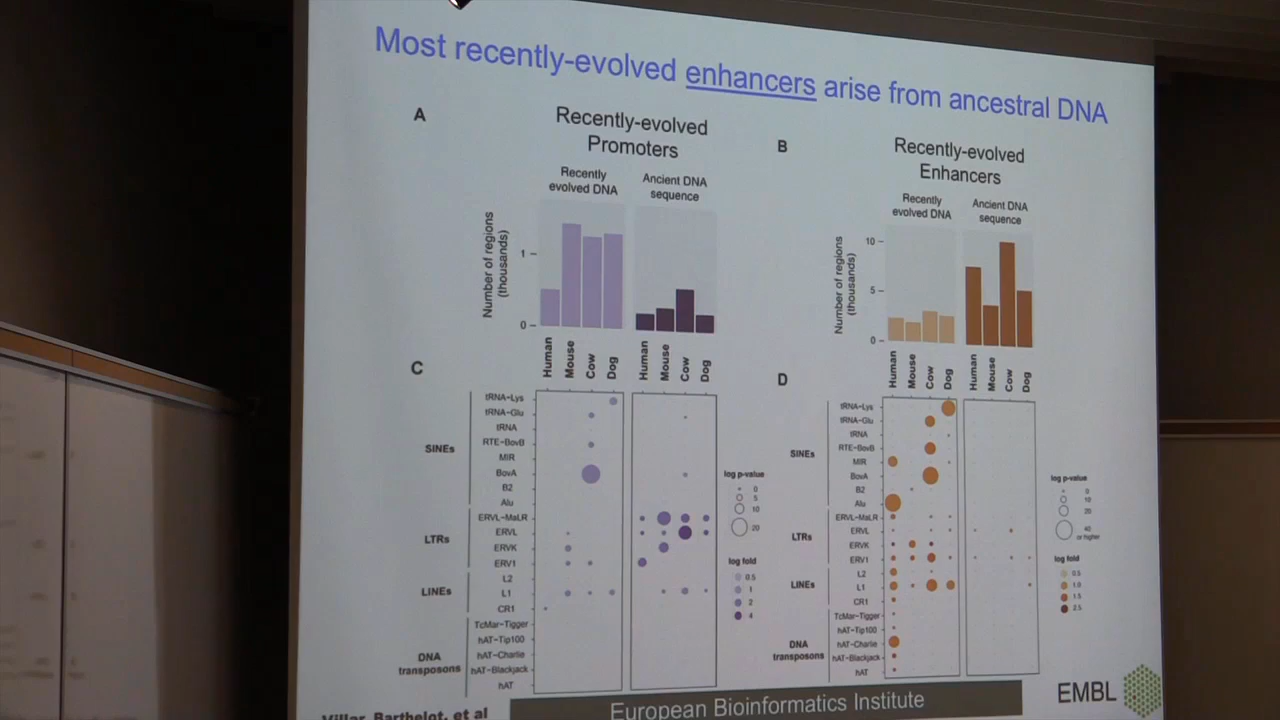 Most recently-evolved enhancers arise from ancestral DNA
A
Recently-evolved
Promoters
Recently
evolved DNA
Ancient DNA
sequence
Number of regions
(thousands)
1
0
Human
Mouse
Cow
Dog
Human
Mouse
Cow
Dog
B
Recently-evolved
Enhancers
Recently
evolved DNA
Ancient DNA
sequence
Number of regions
(thousands)
10
5
0
Human
Mouse
Cow
Dog
Human
Mouse
Cow
Dog
C
SINEs
tRNA-Lys
tRNA-Glu
tRNA
RTE-BovB
MIR
BovA
B2
Alu
LTRs
ERVL-MaLR
ERVL
ERVK
ERV1
LINEs
L2
L1
CR1
DNA
transposons
TcMar-Tigger
hAT-Tip100
hAT-Charlie
hAT-Blackjack
hAT
log p-value
0
5
10
20
log fold
0.5
1
2
4
D
SINEs
tRNA-Lys
tRNA-Glu
tRNA
RTE-BovB
MIR
BovA
B2
Alu
LTRs
ERVL-MaLR
ERVL
ERVK
ERV1
LINEs
L2
L1
CR1
DNA
transposons
TcMar-Tigger
hAT-Tip100
hAT-Charlie
hAT-Blackjack
hAT
log p-value
0
10
20
40
or higher
log fold
0.5
1.0
1.5
2.5
Villar, Barthelot, et al
European Bioinformatics Institute
EMBL